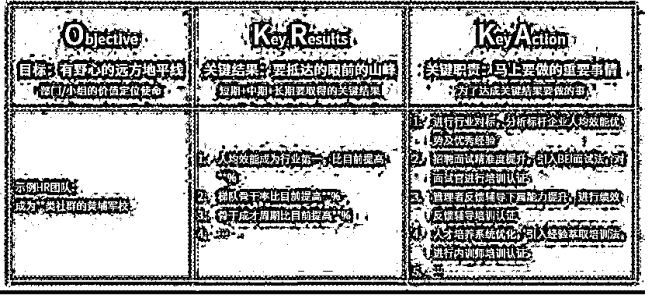 Objective
目标：有野心的远方地平线
部门/小组的价值定位使命
Key Results
关键结果：要抵达的眼前的山峰
短期+中期+长期要取得的关键结果
Key Action
关键职责：马上要做的重要事情
为了达成关键结果要做的事
示例HR团队：
成为**类社群的黄埔军校
1. 人均效能成为行业第一，比目前提高
**%
2. 梯队骨干率比目前提高**%
3. 骨干成才周期比目前提高**%
4. …
1. 进行行业对标，分析标杆企业人均效能优
势及优秀经验
2. 招聘面试精准度提升，引入BEI面试法，对
面试官进行培训认证
3. 管理者反馈辅导下属能力提升，进行绩效
反馈辅导培训认证
4. 人才培养系统优化，引入经验萃取培训法，
进行内训师培训认证
5. …